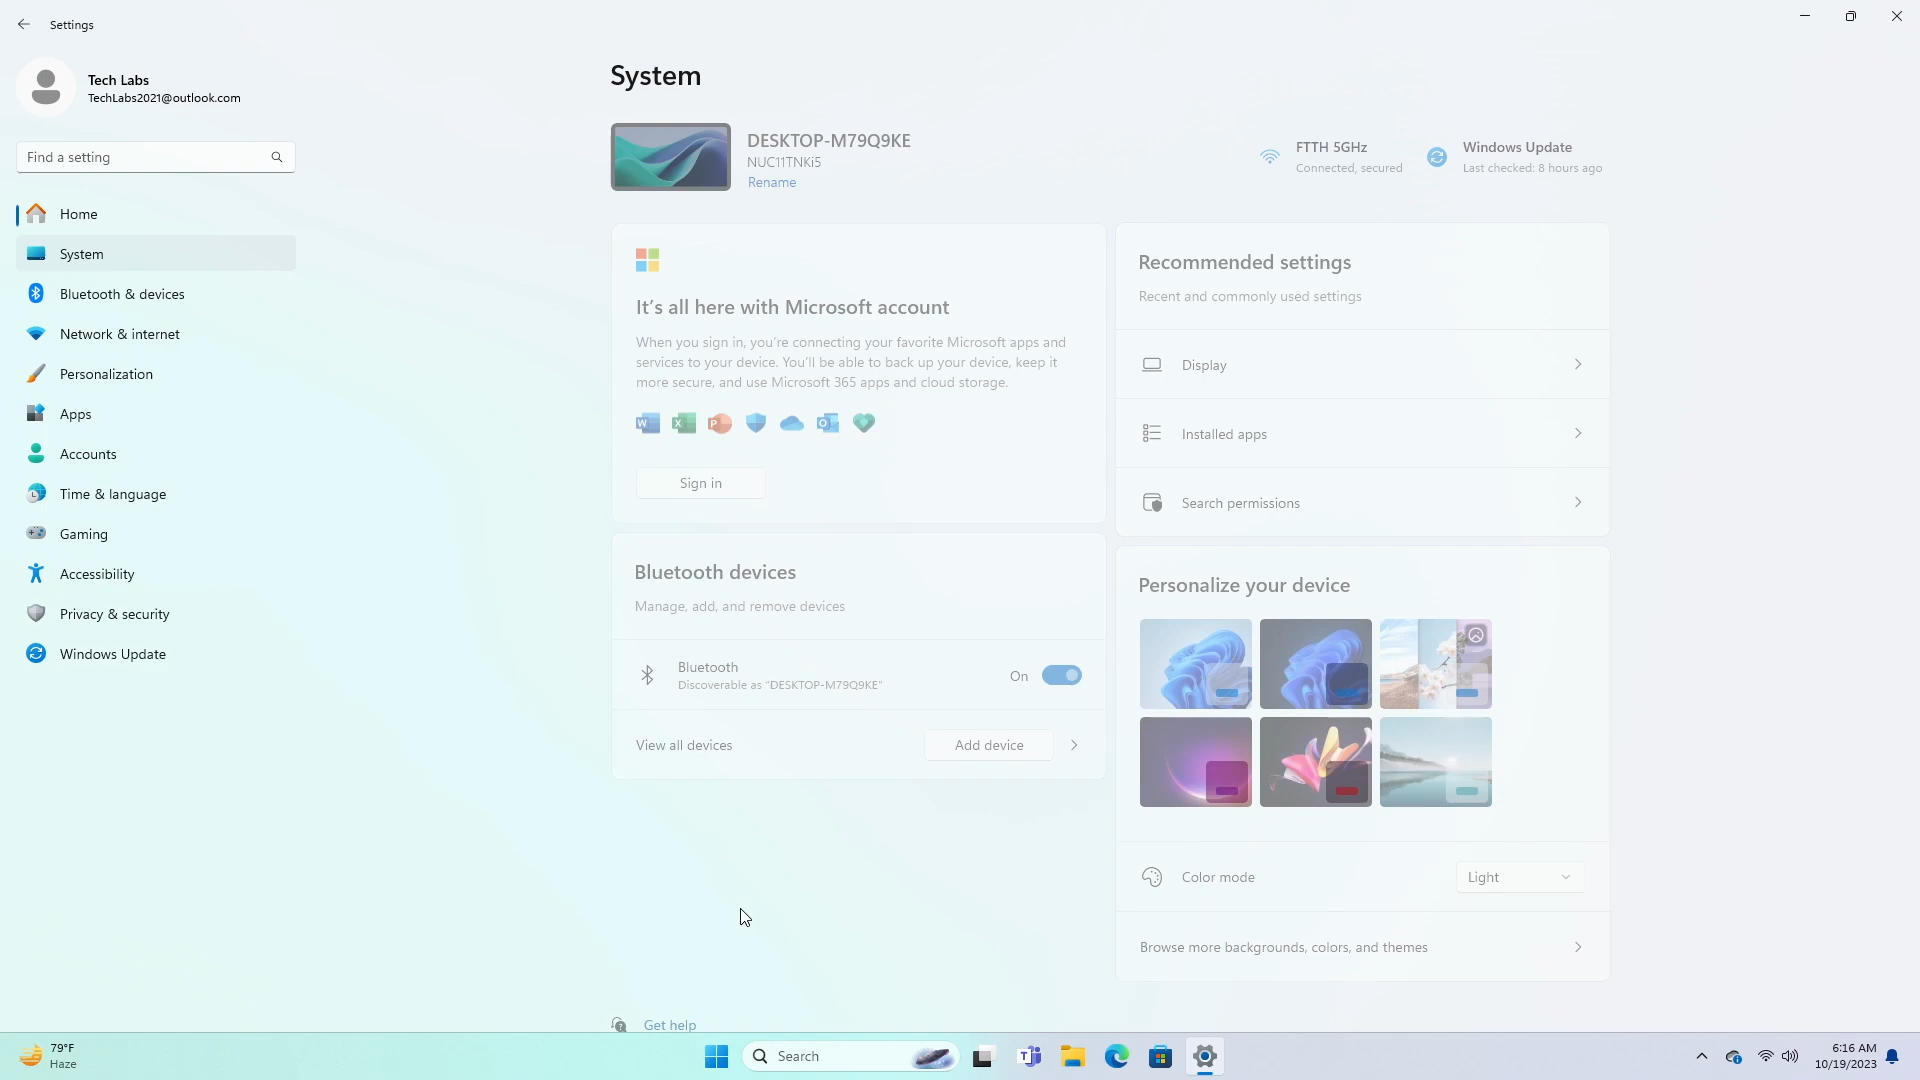 Settings
Tech Labs
TechLabs2021@outlook.com
Find a setting
Home
System
Bluetooth & devices
Network & internet
Personalization
Apps
Accounts
Time & language
Gaming
Accessibility
Privacy & security
Windows Update
System
DESKTOP-M79Q9KE
NUC11TNKi5
Rename
FTTH 5GHz
Connected, secured
Windows Update
Last checked: 8 hours ago
It's all here with Microsoft account
When you sign in, you're connecting your favorite Microsoft apps and
services to your device. You'll be able to back up your device, keep it
more secure, and use Microsoft 365 apps and cloud storage.
Sign in
Bluetooth devices
Manage, add, and remove devices
Bluetooth
Discoverable as "DESKTOP-M79Q9KE"
On
View all devices
Add device
Recommended settings
Recent and commonly used settings
Display
Installed apps
Search permissions
Personalize your device
Color mode
Light
Browse more backgrounds, colors, and themes
Get help
79°F
Haze
Search
6:16 AM
10/19/2023